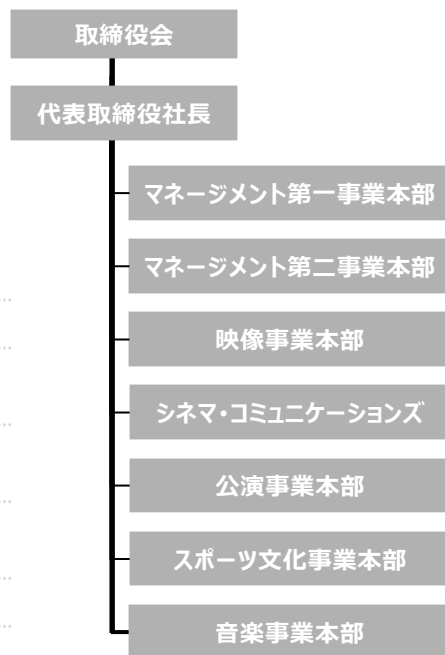 取締役会
代表取締役社長
マネージメント第一事業本部
マネージメント第二事業本部
映像事業本部
シネマ・コミュニケーションズ
公演事業本部
スポーツ文化事業本部
音楽事業本部